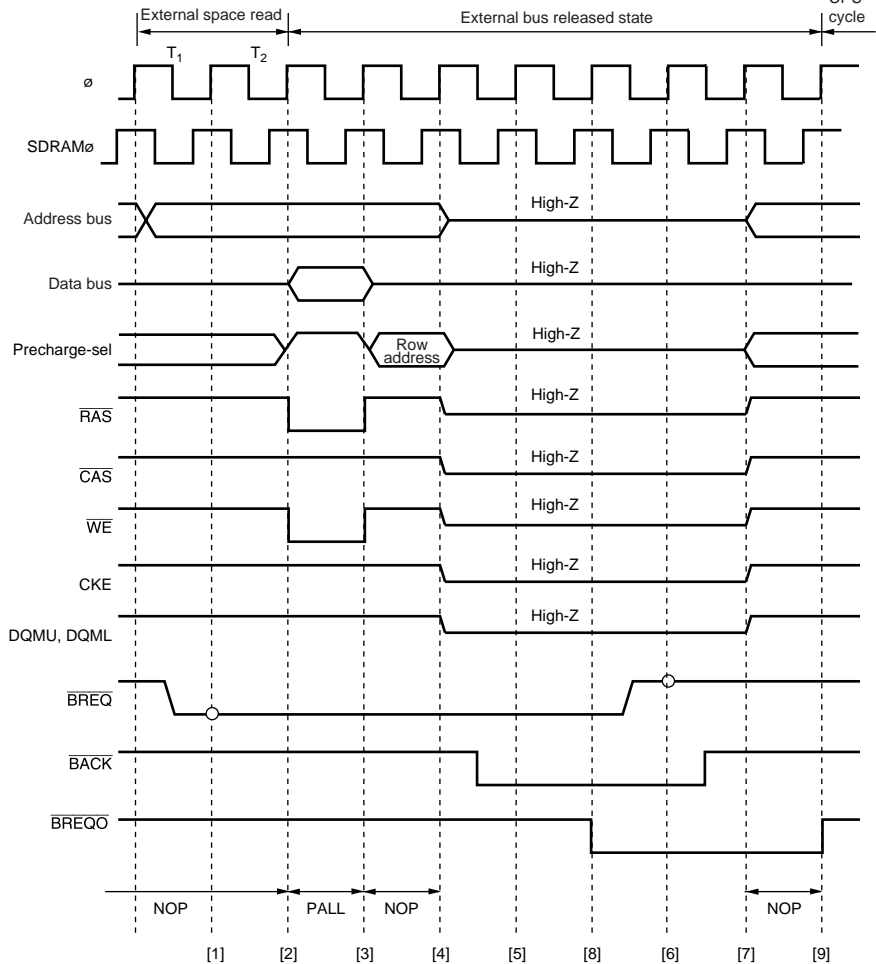 External space read
External bus released state
cycle
T1
T2
ø
SDRAMø
Address bus
High-Z
Data bus
High-Z
Precharge-sel
Row
address
High-Z
RAS
High-Z
CAS
High-Z
WE
High-Z
CKE
High-Z
DQMU, DQML
High-Z
BREQ
BACK
BREQO
NOP
PALL
NOP
NOP
[1]
[2]
[3]
[4]
[5]
[8]
[6]
[7]
[9]